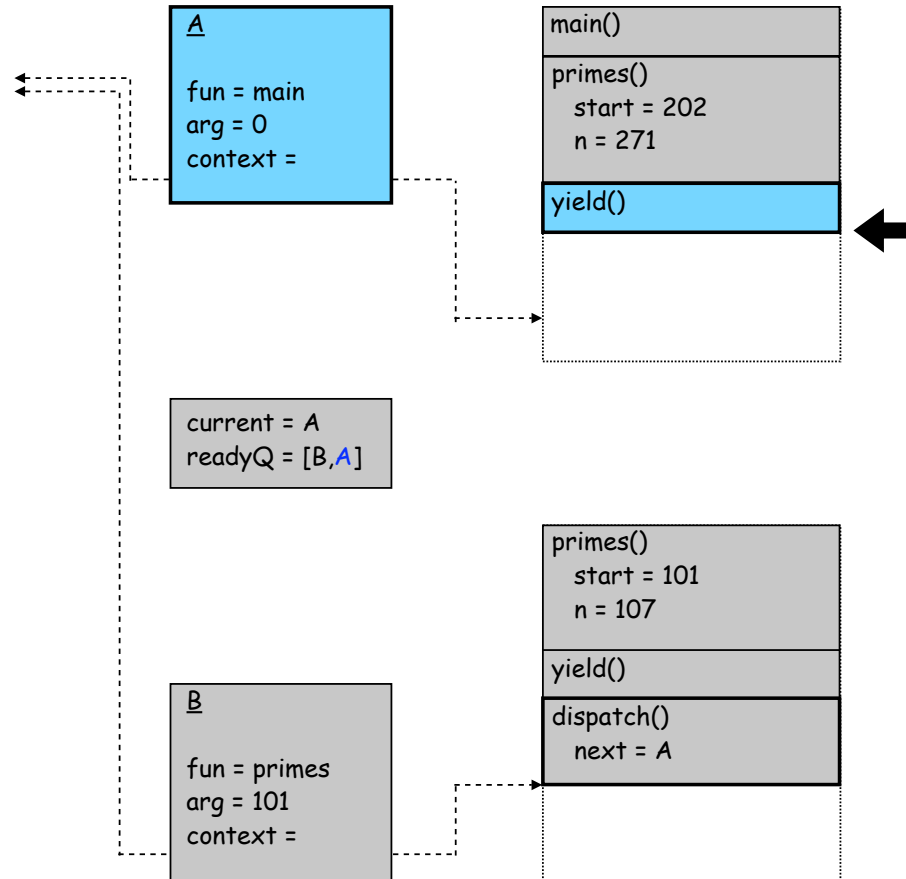 A
fun = main
arg = 0
context =
main()
primes()
start = 202
n = 271
yield()
current = A
readyQ = [B,A]
primes()
start = 101
n = 107
yield()
dispatch()
next = A
B
fun = primes
arg = 101
context =